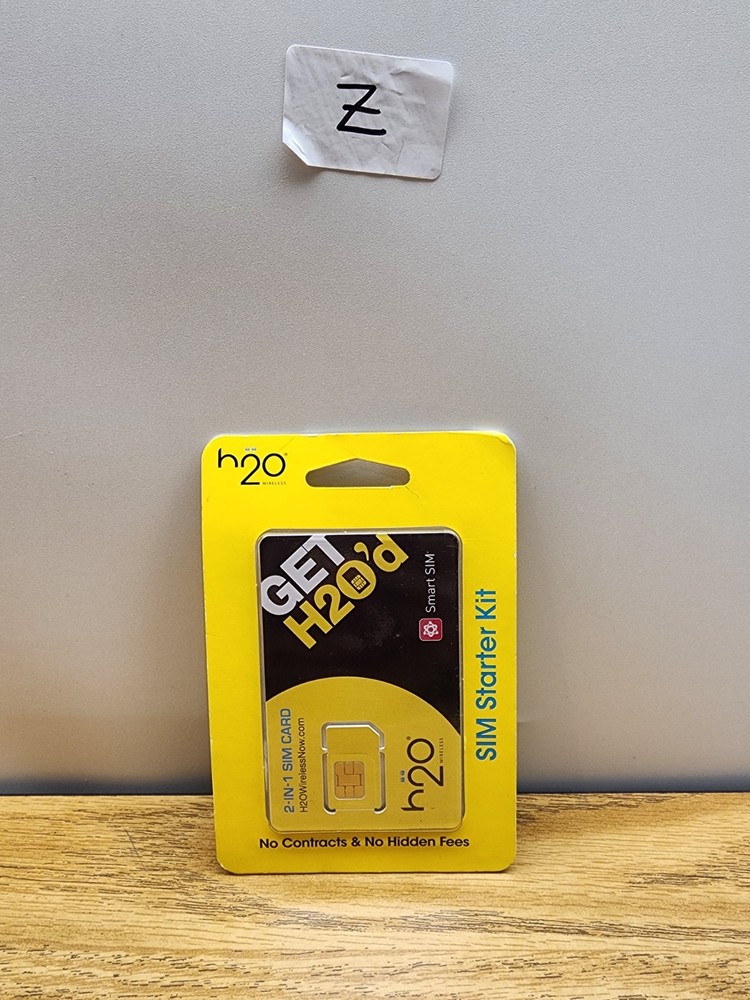 Z
h2o®
WIRELESS
GET
H2O'd
Smart SIM
SIM Starter Kit
2-IN-1 SIM CARD
H2OWirelessNow.com
h2o®
WIRELESS
No Contracts & No Hidden Fees